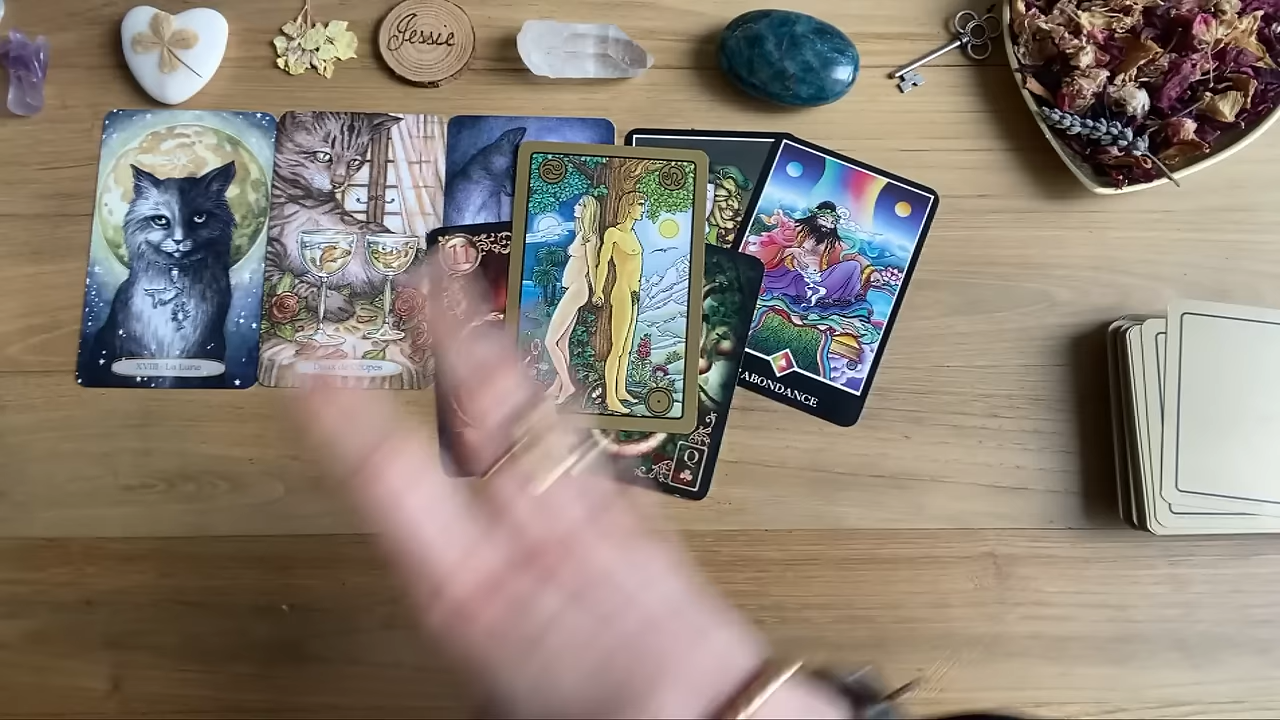 Jessie
XVIII - La Lune
Deux de Coupes
11
ABONDANCE
Q